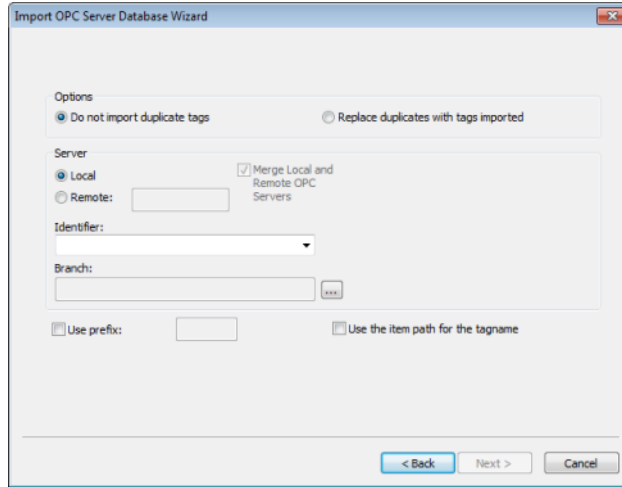 Import OPC Server Database Wizard
Options
Do not import duplicate tags
Replace duplicates with tags imported
Server
Local
Merge Local and
Remote OPC
Servers
Remote:
Identifier:
Branch:
...
Use prefix:
Use the item path for the tagname
< Back
Next >
Cancel